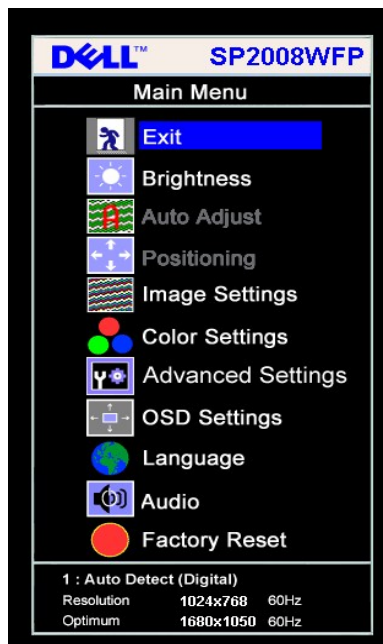 DELL™ SP2008WFP
Main Menu
Exit
Brightness
Auto Adjust
Positioning
Image Settings
Color Settings
Advanced Settings
OSD Settings
Language
Audio
Factory Reset
1 : Auto Detect (Digital)
Resolution 1024x768 60Hz
Optimum 1680x1050 60Hz